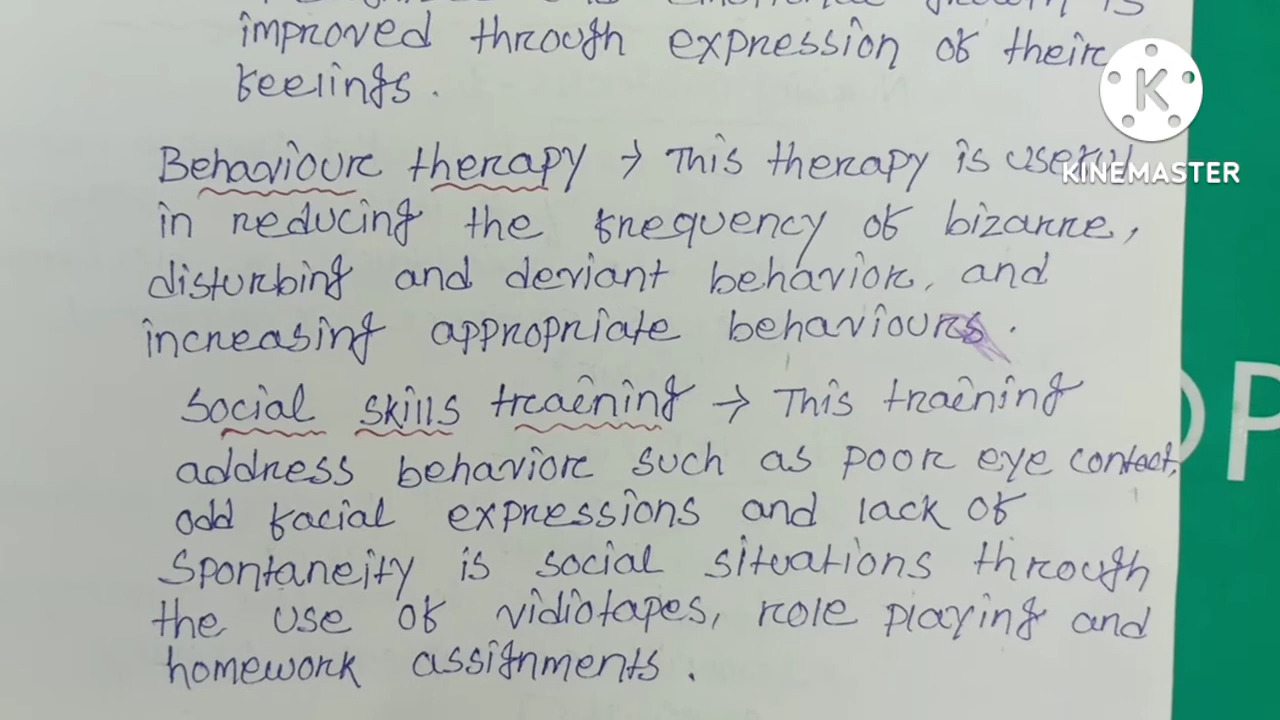 improved through expression of their
feelings.
Behaviour therapy → This therapy is useful
in reducing the frequency of bizarre,
disturbing and deviant behavior, and
increasing appropriate behaviours.
Social skills training → This training
address behavior such as poor eye contact,
odd facial expressions and lack of
spontaneity is social situations through
the use of vidiotapes, role playing and
homework assignments.
K
KINEMASTER
OP